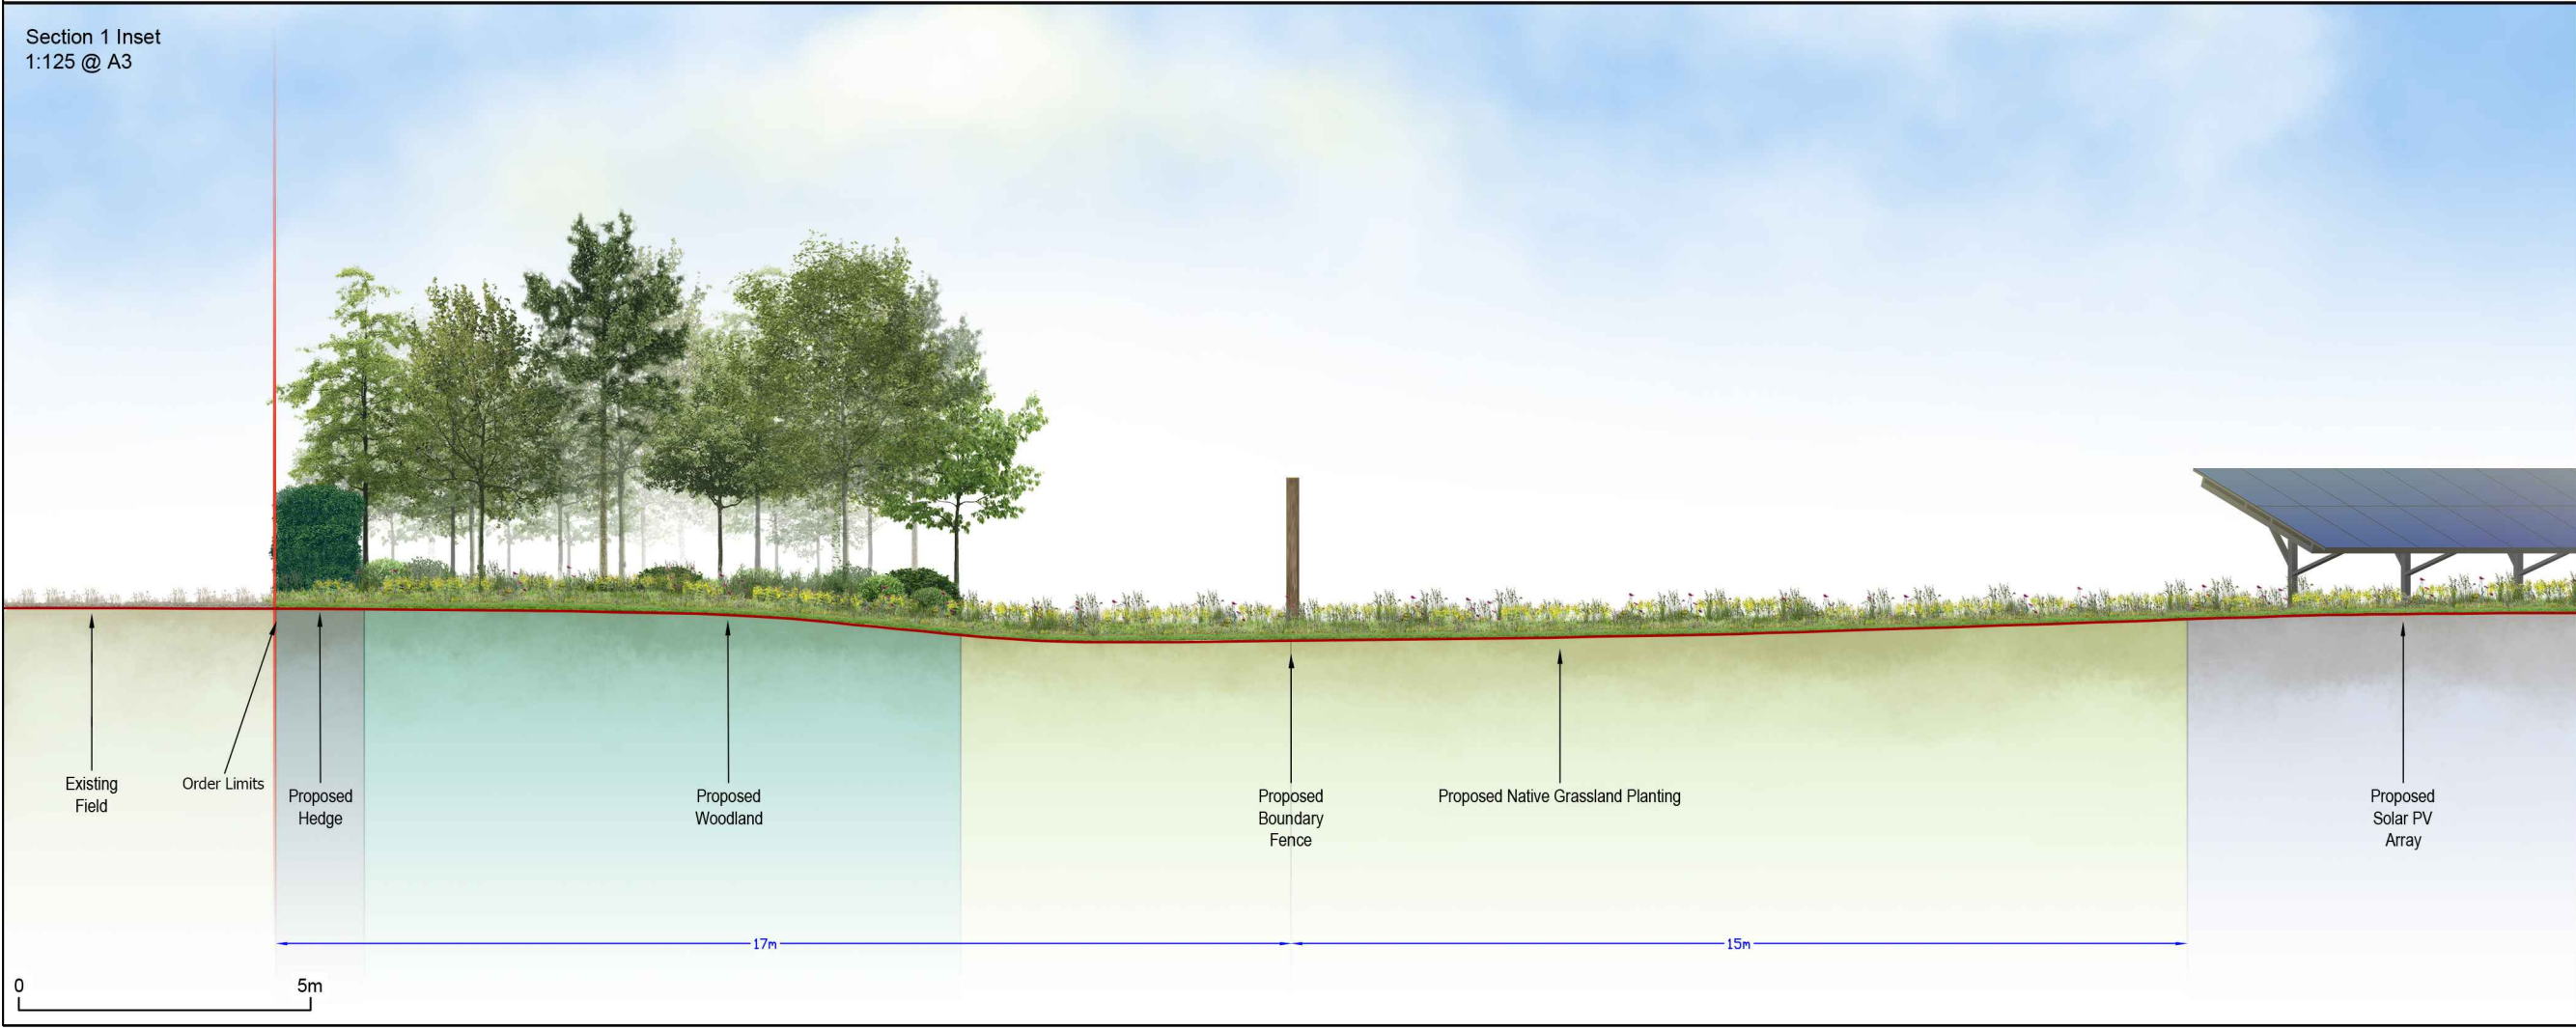 Section 1 Inset
1:125 @ A3
Existing
Field
Order Limits
Proposed
Hedge
Proposed
Woodland
Proposed
Boundary
Fence
Proposed Native Grassland Planting
Proposed
Solar PV
Array
17m
15m
0
5m